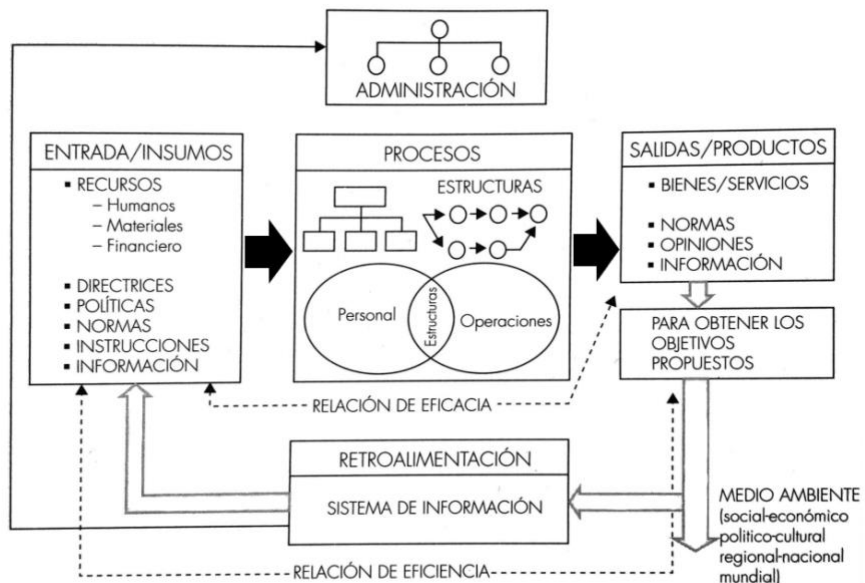 ADMINISTRACIÓN
ENTRADA/INSUMOS
▪ RECURSOS
– Humanos
– Materiales
– Financiero
▪ DIRECTRICES
▪ POLÍTICAS
▪ NORMAS
▪ INSTRUCCIONES
▪ INFORMACIÓN
PROCESOS
ESTRUCTURAS
Personal
Estructuras
Operaciones
SALIDAS/PRODUCTOS
▪ BIENES/SERVICIOS
▪ NORMAS
▪ OPINIONES
▪ INFORMACIÓN
PARA OBTENER LOS
OBJETIVOS
PROPUESTOS
RELACIÓN DE EFICACIA
RETROALIMENTACIÓN
SISTEMA DE INFORMACIÓN
MEDIO AMBIENTE
(social-económico
politico-cultural
regional-nacional
mundial)
RELACIÓN DE EFICIENCIA